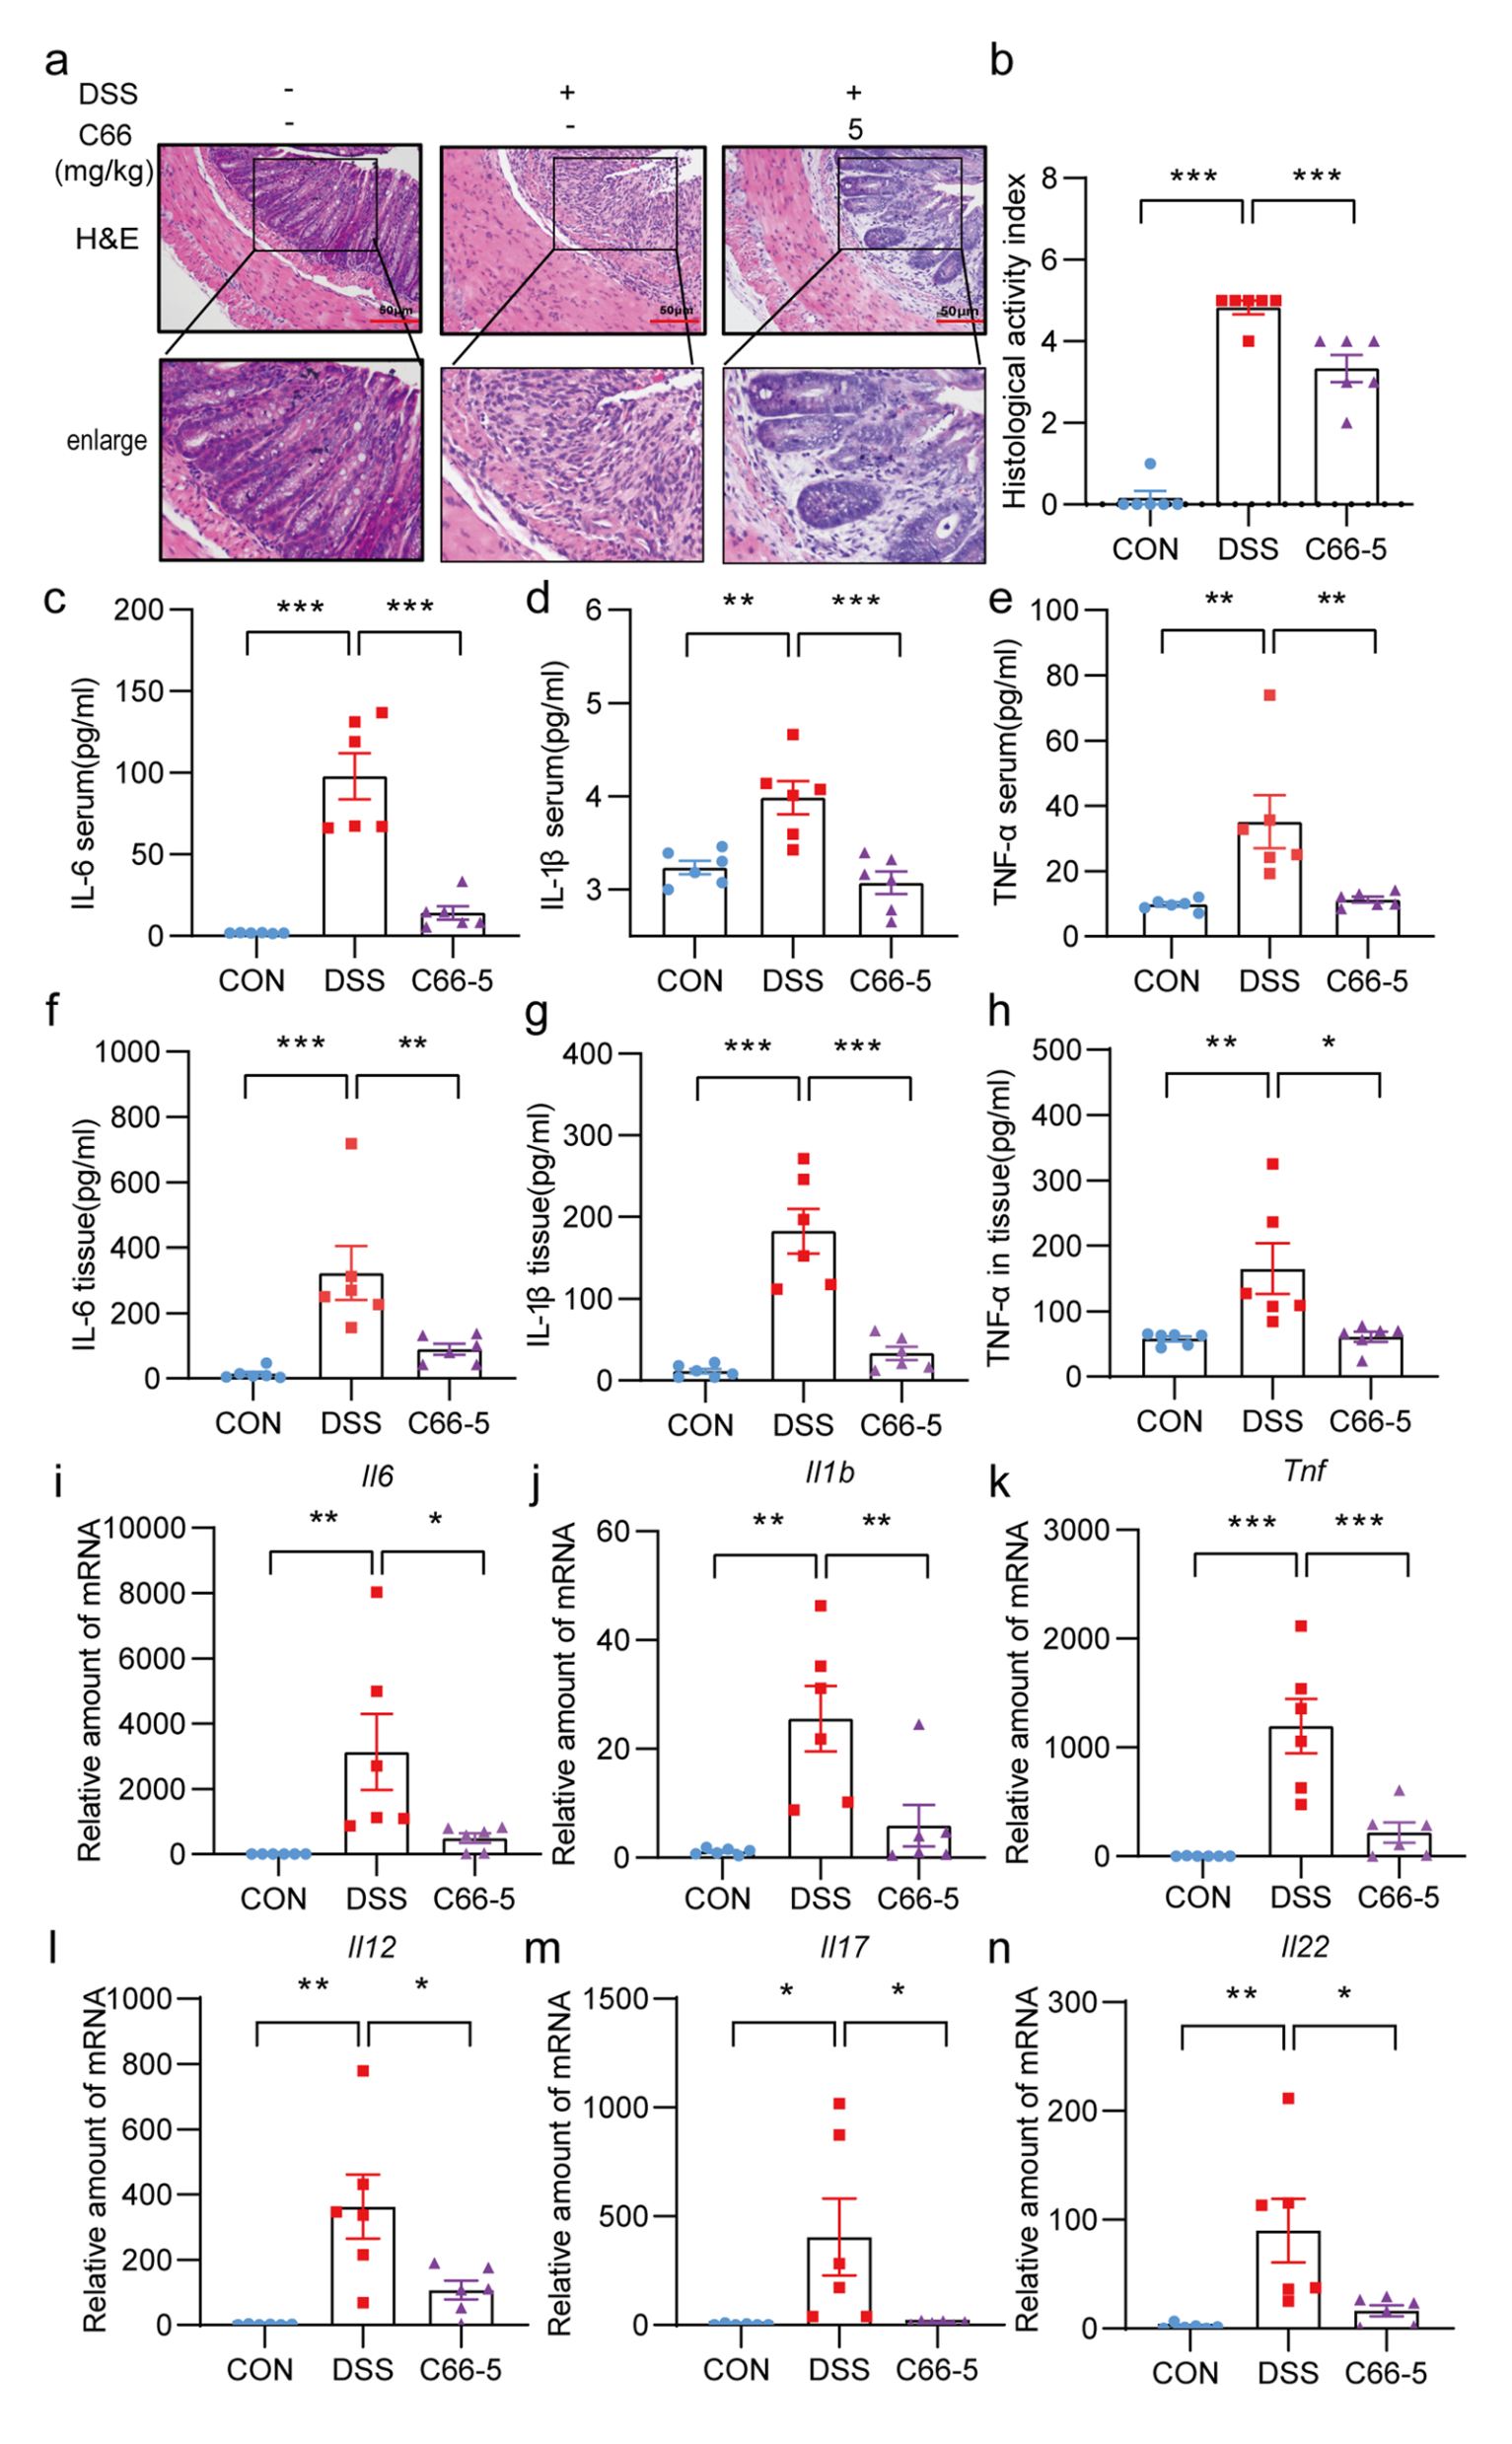 a
DSS - + +
C66 - - 5
(mg/kg)
H&E
50μm 50μm 50μm
enlarge
b
Histological activity index
8
6
4
2
0
*** ***
CON DSS C66-5
c
IL-6 serum(pg/ml)
200
150
100
50
0
*** ***
CON DSS C66-5
d
IL-1β serum(pg/ml)
6
5
4
3
** ***
CON DSS C66-5
e
TNF-α serum(pg/ml)
100
80
60
40
20
0
** **
CON DSS C66-5
f
IL-6 tissue(pg/ml)
1000
800
600
400
200
0
*** **
CON DSS C66-5
g
IL-1β tissue(pg/ml)
400
300
200
100
0
*** ***
CON DSS C66-5
h
TNF-α in tissue(pg/ml)
500
400
300
200
100
0
** *
CON DSS C66-5
i
Il6
Relative amount of mRNA
10000
8000
6000
4000
2000
0
** *
CON DSS C66-5
j
Il1b
Relative amount of mRNA
60
40
20
0
** **
CON DSS C66-5
k
Tnf
Relative amount of mRNA
3000
2000
1000
0
*** ***
CON DSS C66-5
l
Il12
Relative amount of mRNA
1000
800
600
400
200
0
** *
CON DSS C66-5
m
Il17
Relative amount of mRNA
1500
1000
500
0
* *
CON DSS C66-5
n
Il22
Relative amount of mRNA
300
200
100
0
** *
CON DSS C66-5